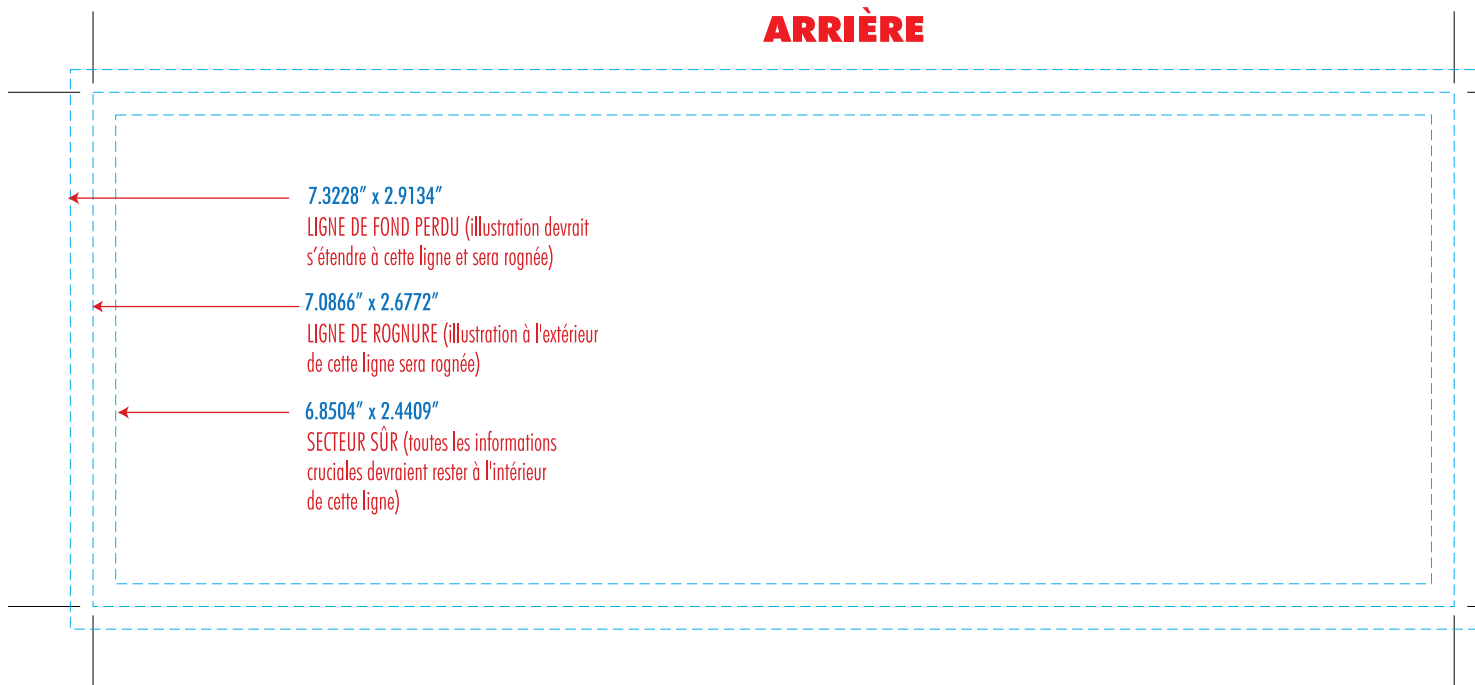 ARRIÈRE
7.3228” x 2.9134”
LIGNE DE FOND PERDU (illustration devrait
s’étendre à cette ligne et sera rognée)
7.0866” x 2.6772”
LIGNE DE ROGNURE (illustration à l'extérieur
de cette ligne sera rognée)
6.8504” x 2.4409”
SECTEUR SÛR (toutes les informations
cruciales devraient rester à l'intérieur
de cette ligne)